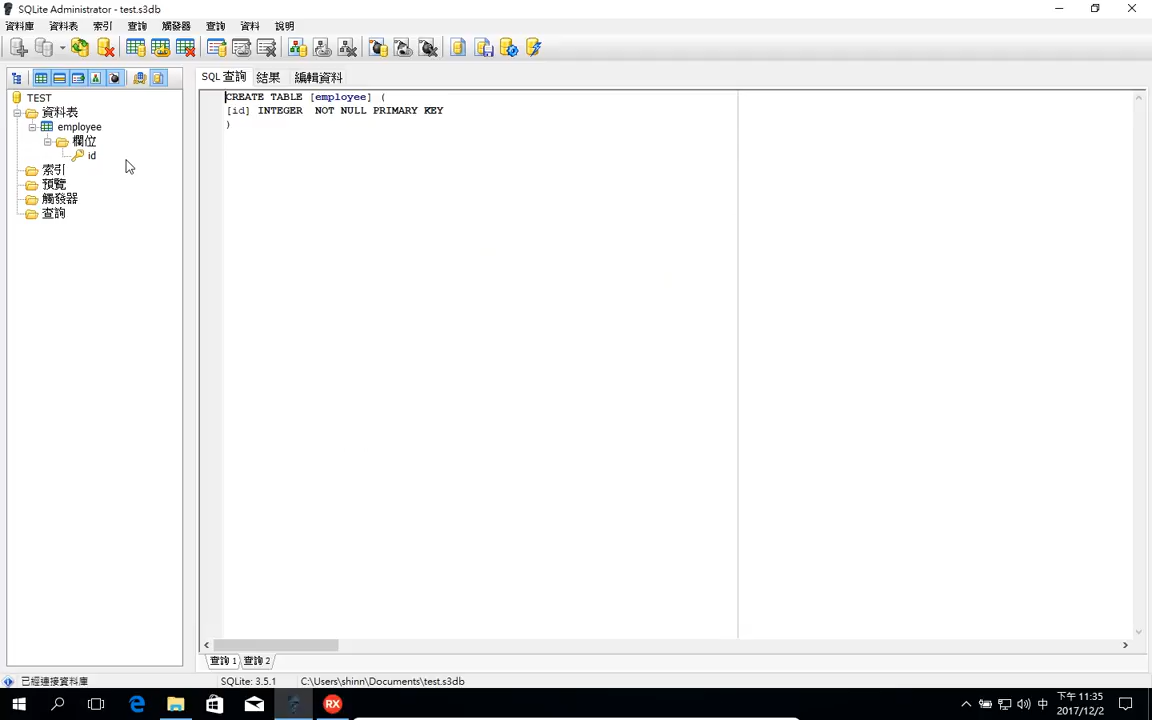 SQLite Administrator - test.s3db
資料庫 資料表 索引 查詢 觸發器 查詢 資料 說明
SQL 查詢 結果 編輯資料
TEST
資料表
employee
欄位
id
索引
預覽
觸發器
查詢
CREATE TABLE [employee] (
[id] INTEGER NOT NULL PRIMARY KEY
)
查詢 1 查詢 2
已經連接資料庫 SQLite: 3.5.1 C:\Users\shinn\Documents\test.s3db
RX
中
下午 11:35
2017/12/2